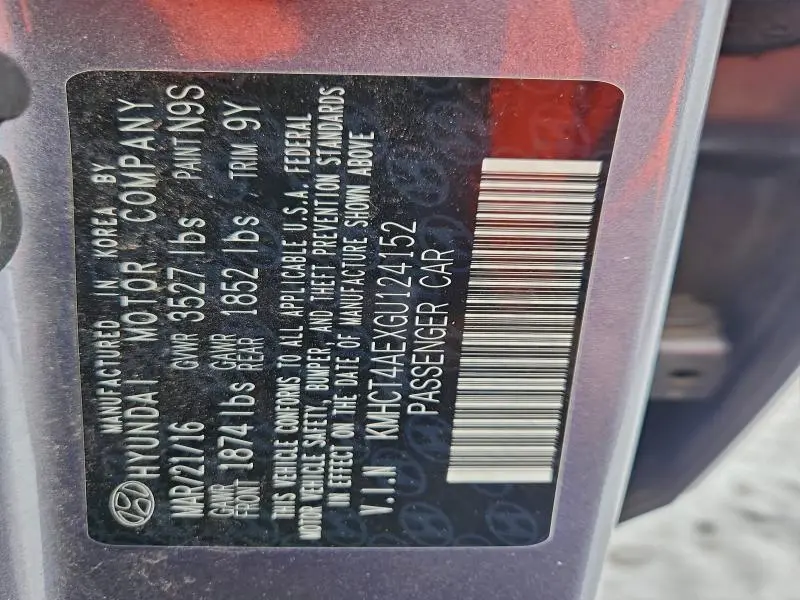 MANUFACTURED IN KOREA BY
HYUNDAI MOTOR COMPANY
MAR/21/16 GVWR 3527 lbs PAINT N9S
GAWR FRONT 1874 lbs GAWR REAR 1852 lbs TRIM 9Y
THIS VEHICLE CONFORMS TO ALL APPLICABLE U.S.A. FEDERAL
MOTOR VEHICLE SAFETY, BUMPER, AND THEFT PREVENTION STANDARDS
IN EFFECT ON THE DATE OF MANUFACTURE SHOWN ABOVE
V.I.N KMHCT4AEXGU124152
PASSENGER CAR